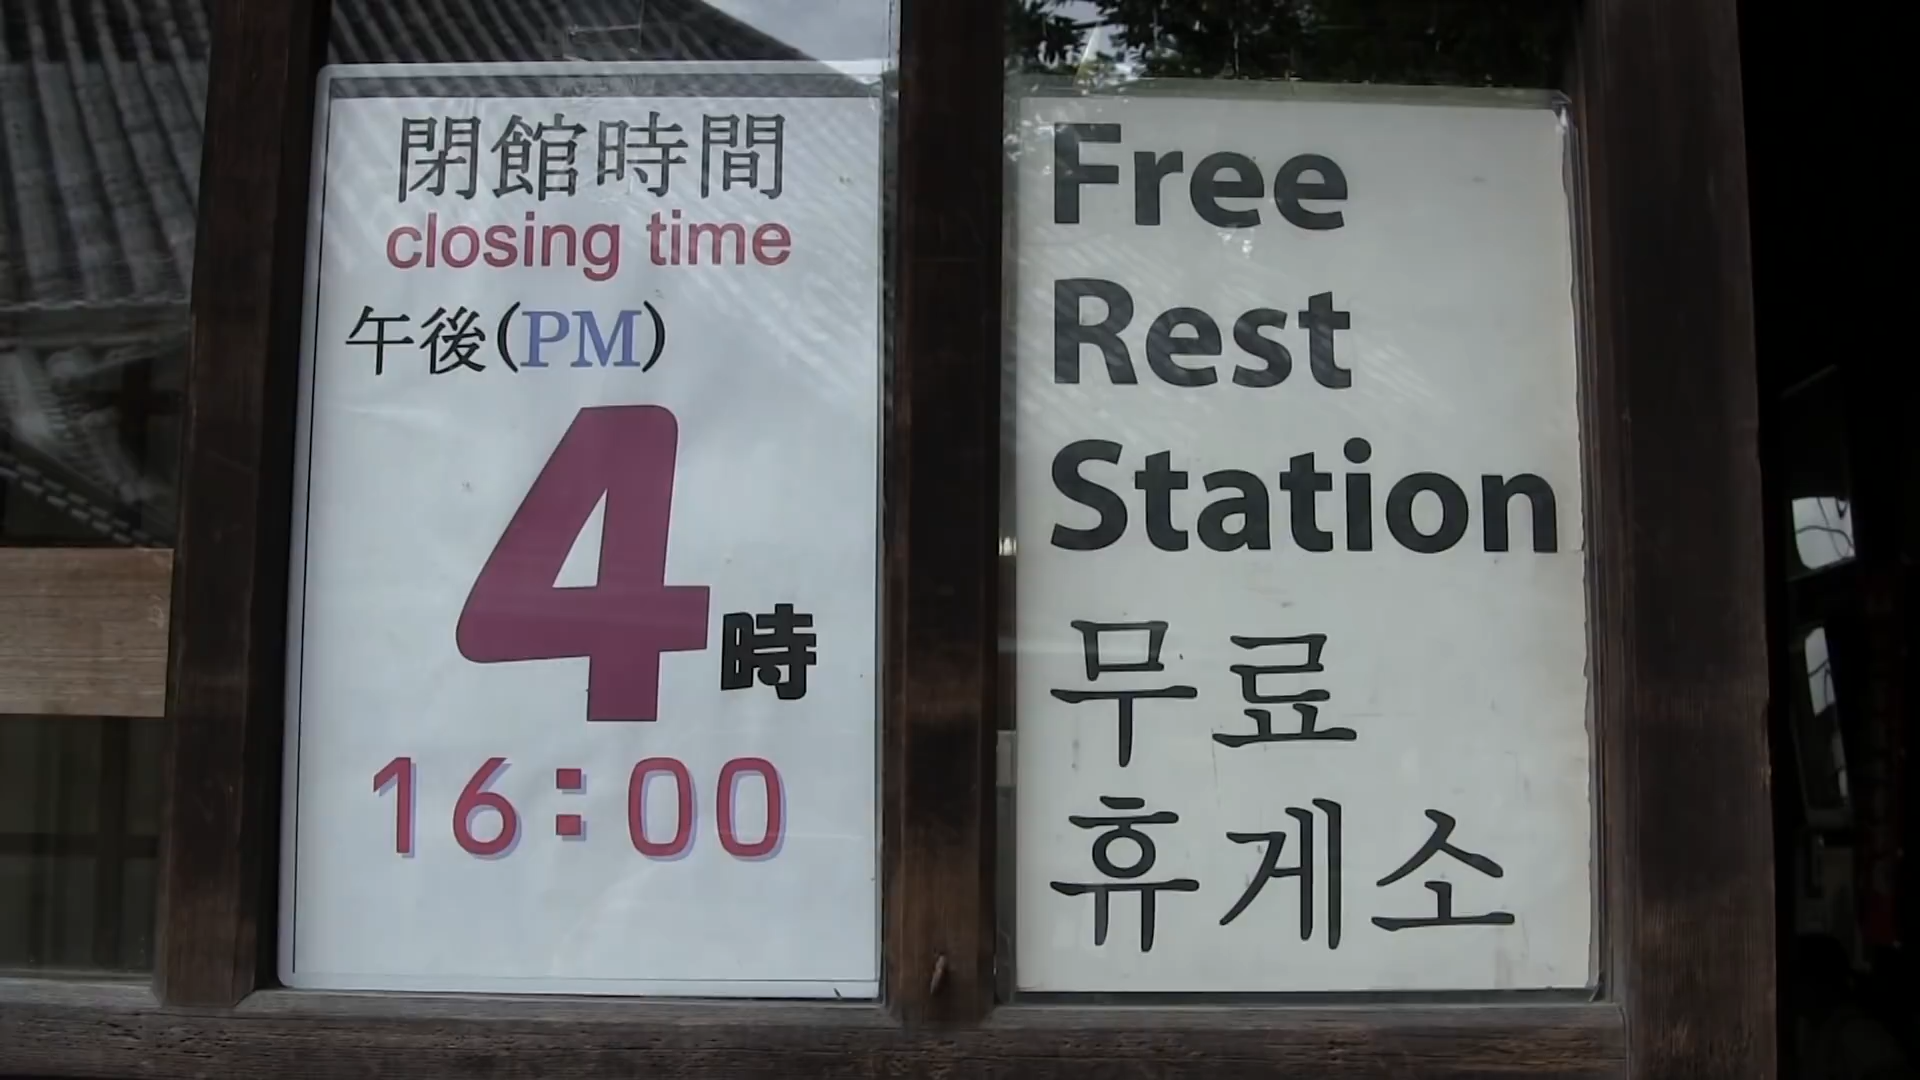 閉館時間
closing time
午後(PM)
4時
16:00
Free
Rest
Station
무료
휴게소